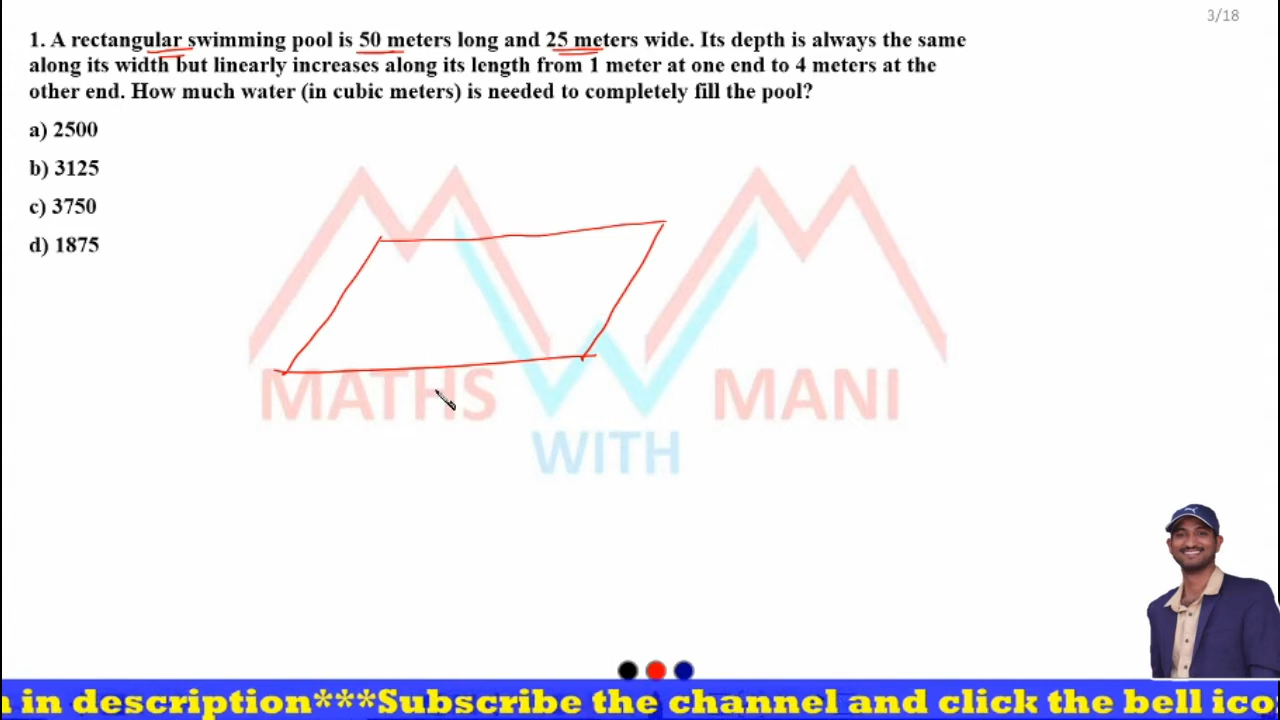 3/18
1. A rectangular swimming pool is 50 meters long and 25 meters wide. Its depth is always the same
along its width but linearly increases along its length from 1 meter at one end to 4 meters at the
other end. How much water (in cubic meters) is needed to completely fill the pool?
a) 2500
b) 3125
c) 3750
d) 1875
MATHS MANI
WITH
in description***Subscribe the channel and click the bell ico